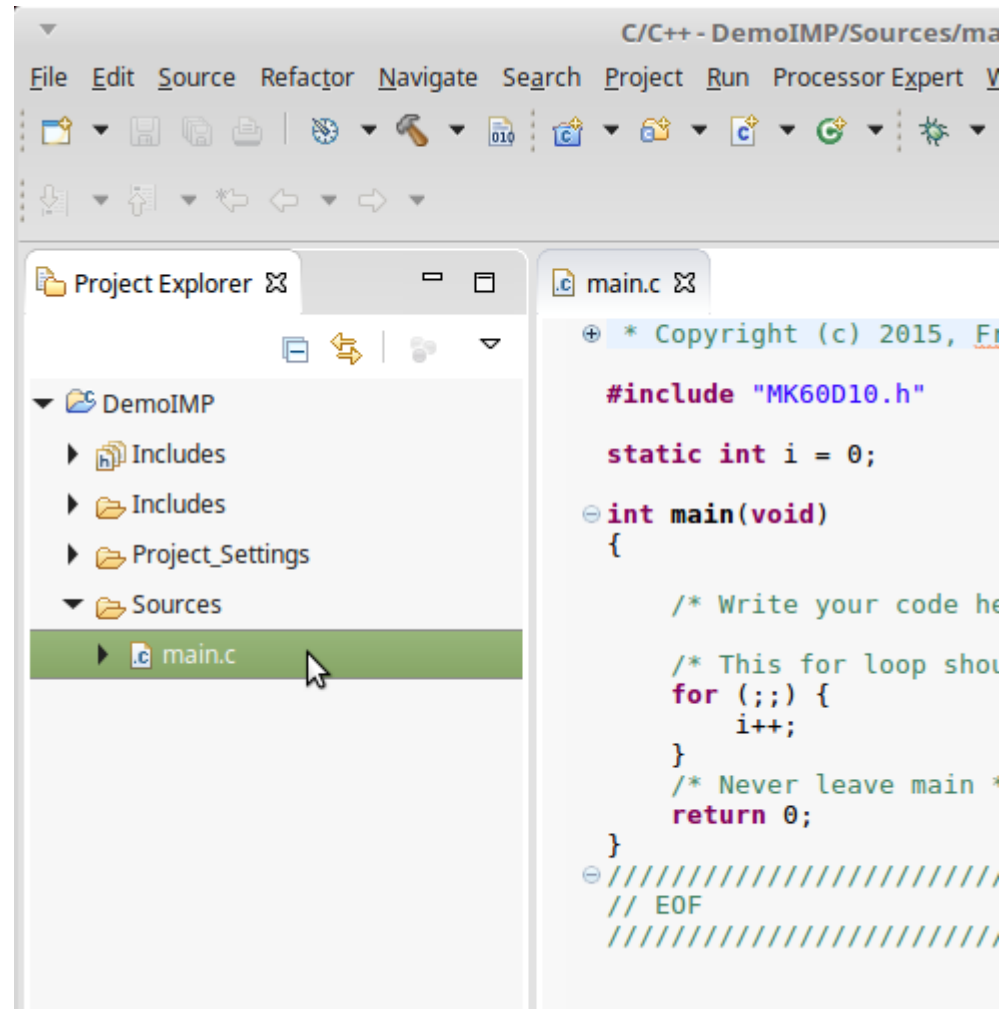 C/C++ - DemoIMP/Sources/ma
File Edit Source Refactor Navigate Search Project Run Processor Expert W
010
Project Explorer
main.c
DemoIMP
Includes
Includes
Project_Settings
Sources
main.c
* Copyright (c) 2015, Fr
#include "MK60D10.h"
static int i = 0;
int main(void)
{
/* Write your code he
/* This for loop shou
for (;;) {
i++;
}
/* Never leave main *
return 0;
}
/////////////////////////
// EOF
/////////////////////////